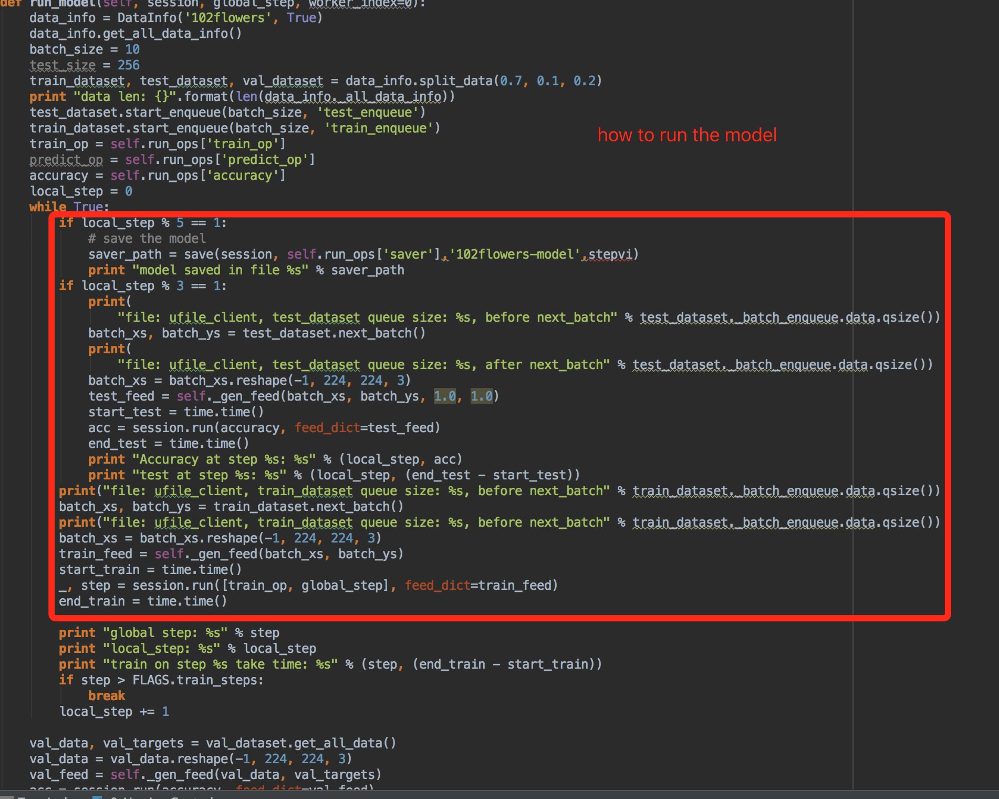 def run_model(self, session, global_step, worker_index=0):
data_info = DataInfo('102flowers', True)
data_info.get_all_data_info()
batch_size = 10
test_size = 256
train_dataset, test_dataset, val_dataset = data_info.split_data(0.7, 0.1, 0.2)
print "data len: {}".format(len(data_info._all_data_info))
test_dataset.start_enqueue(batch_size, 'test_enqueue')
train_dataset.start_enqueue(batch_size, 'train_enqueue')
how to run the model
train_op = self.run_ops['train_op']
predict_op = self.run_ops['predict_op']
accuracy = self.run_ops['accuracy']
local_step = 0
while True:
if local_step % 5 == 1:
# save the model
saver_path = save(session, self.run_ops['saver'],'102flowers-model',stepvi)
print "model saved in file %s" % saver_path
if local_step % 3 == 1:
print(
"file: ufile_client, test_dataset queue size: %s, before next_batch" % test_dataset._batch_enqueue.data.qsize())
batch_xs, batch_ys = test_dataset.next_batch()
print(
"file: ufile_client, test_dataset queue size: %s, after next_batch" % test_dataset._batch_enqueue.data.qsize())
batch_xs = batch_xs.reshape(-1, 224, 224, 3)
test_feed = self._gen_feed(batch_xs, batch_ys, 1.0, 1.0)
start_test = time.time()
acc = session.run(accuracy, feed_dict=test_feed)
end_test = time.time()
print "Accuracy at step %s: %s" % (local_step, acc)
print "test at step %s: %s" % (local_step, (end_test - start_test))
print("file: ufile_client, train_dataset queue size: %s, before next_batch" % train_dataset._batch_enqueue.data.qsize())
batch_xs, batch_ys = train_dataset.next_batch()
print("file: ufile_client, train_dataset queue size: %s, before next_batch" % train_dataset._batch_enqueue.data.qsize())
batch_xs = batch_xs.reshape(-1, 224, 224, 3)
train_feed = self._gen_feed(batch_xs, batch_ys)
start_train = time.time()
_, step = session.run([train_op, global_step], feed_dict=train_feed)
end_train = time.time()
print "global step: %s" % step
print "local_step: %s" % local_step
print "train on step %s take time: %s" % (step, (end_train - start_train))
if step > FLAGS.train_steps:
break
local_step += 1
val_data, val_targets = val_dataset.get_all_data()
val_data = val_data.reshape(-1, 224, 224, 3)
val_feed = self._gen_feed(val_data, val_targets)
acc = session.run(accuracy, feed_dict=val_feed)